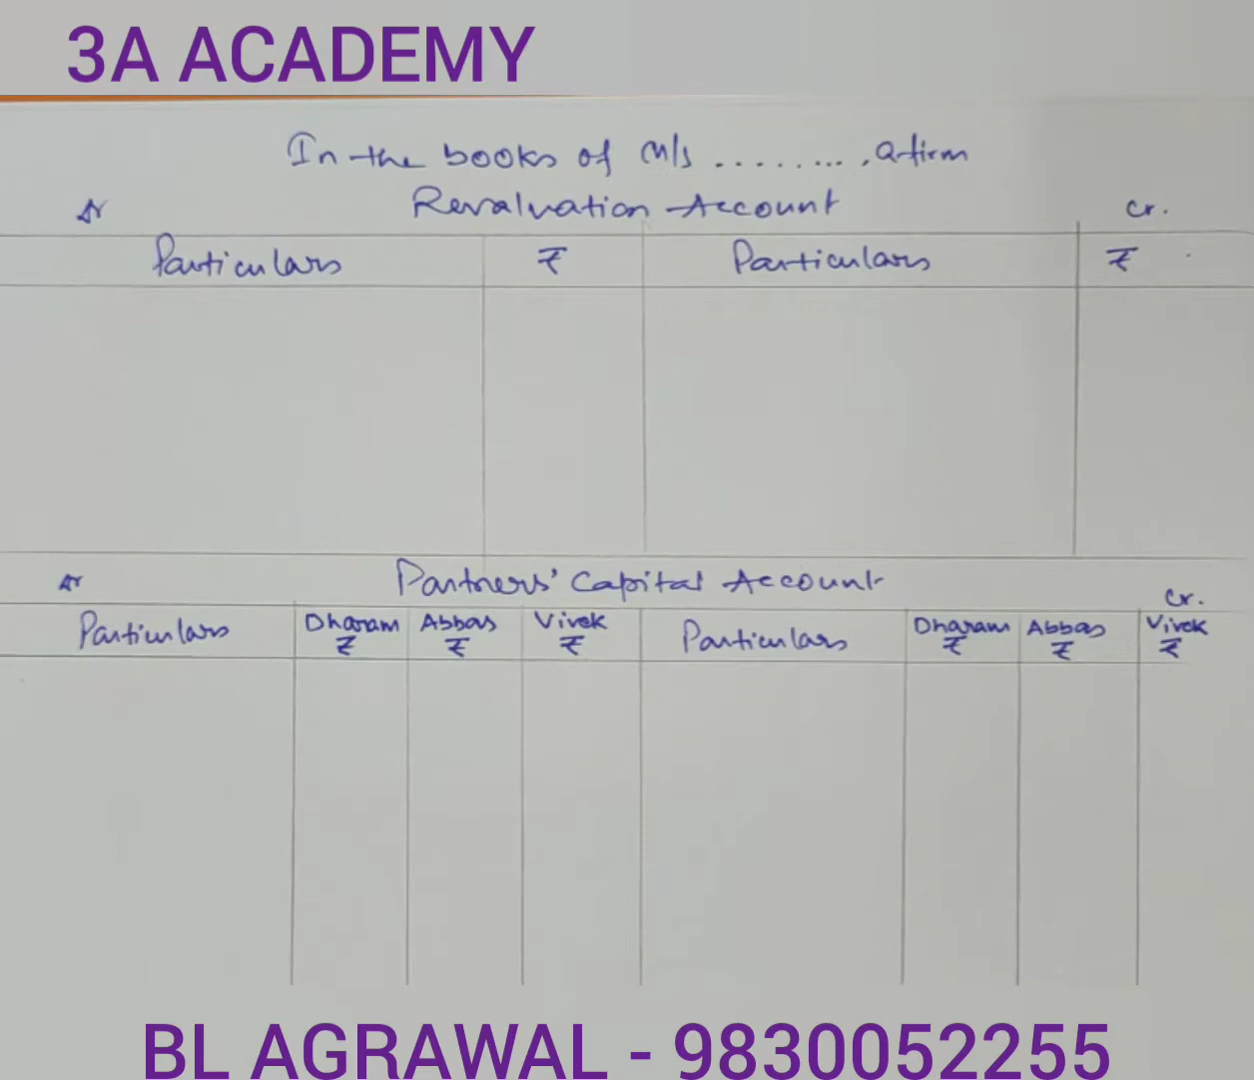 3A ACADEMY
In the books of M/s .......... a firm
Dr Revaluation Account Cr.
Particulars ₹ Particulars ₹
Dr Partners' Capital Account Cr.
Particulars Dharam ₹ Abbas ₹ Vivek ₹ Particulars Dharam ₹ Abbas ₹ Vivek ₹
BL AGRAWAL - 9830052255